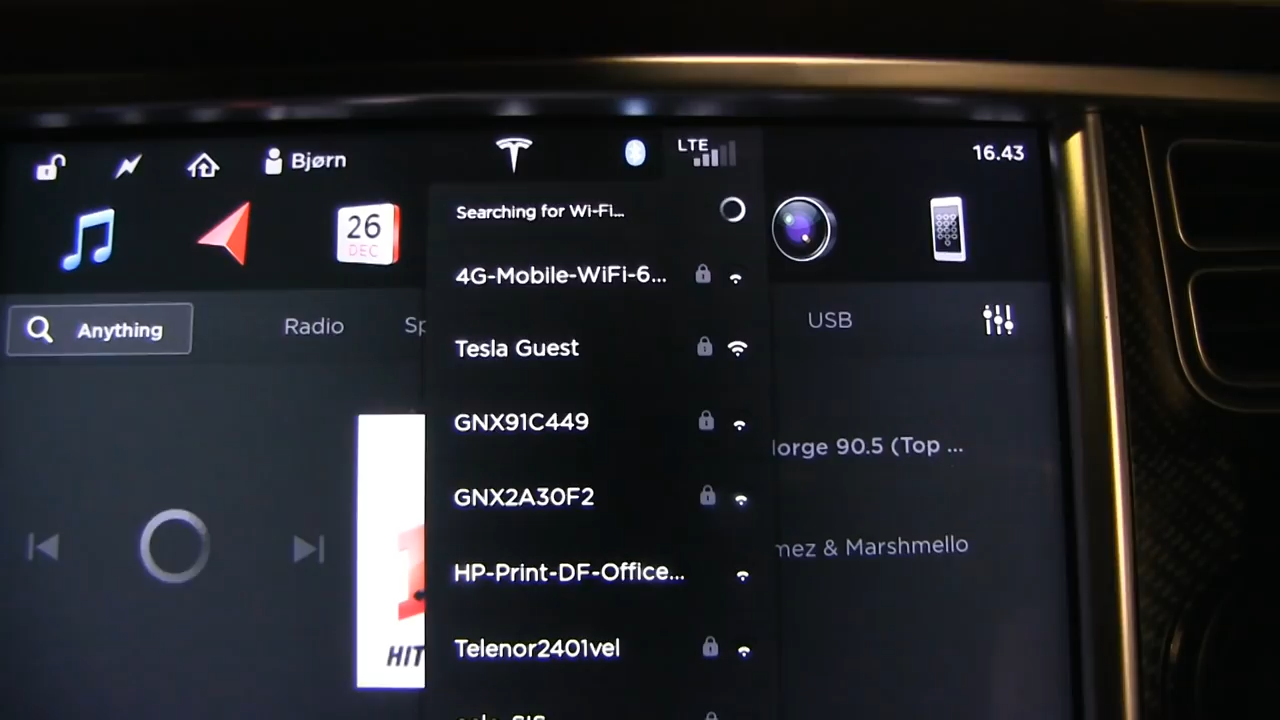 Bjørn
LTE
16.43
26
DEC
Searching for Wi-Fi...
4G-Mobile-WiFi-6...
Anything
Radio
Sp
USB
Tesla Guest
GNX91C449
lorge 90.5 (Top ...
GNX2A30F2
mez & Marshmello
HP-Print-DF-Office...
HIT
Telenor2401vel